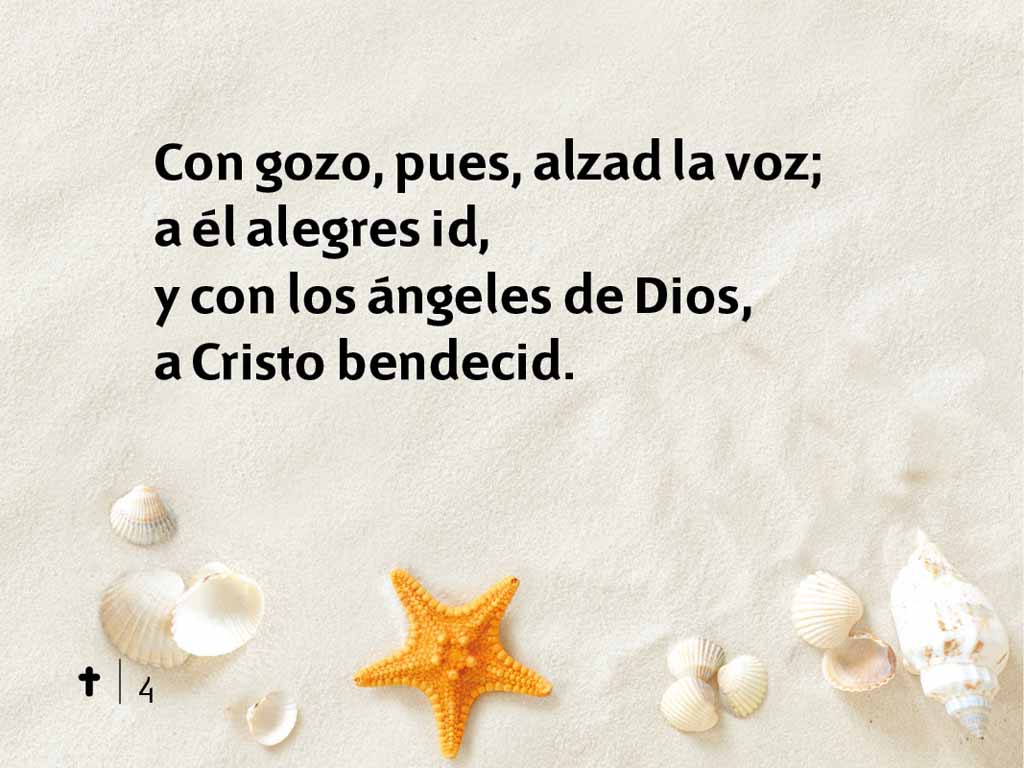 Con gozo, pues, alzad la voz;
a él alegres id,
y con los ángeles de Dios,
a Cristo bendecid.
4